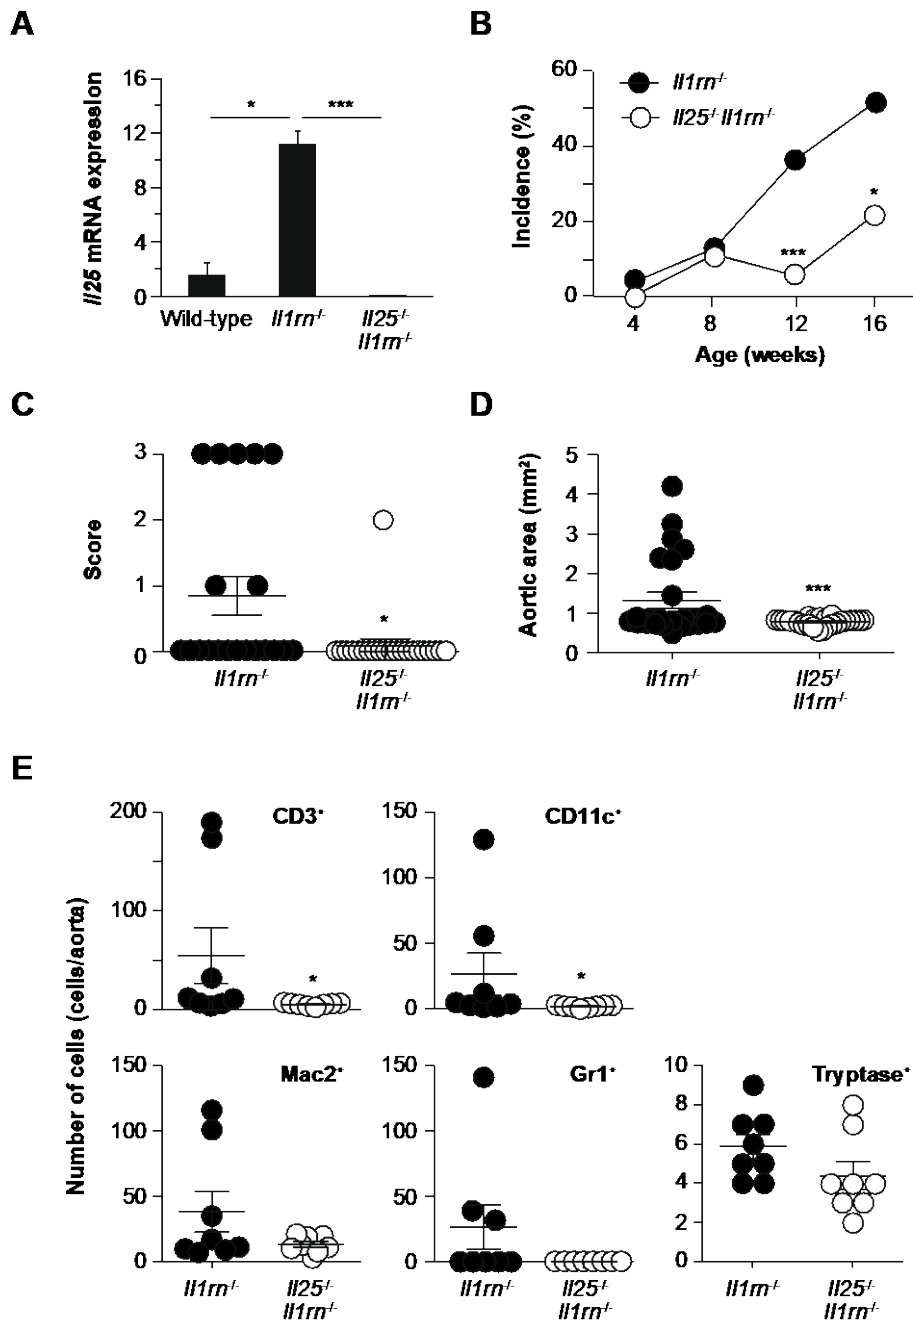 A
Il25 mRNA expression
16
12
8
4
0
*
***
Wild-type
Il1rn-/-
Il25-/-
Il1rn-/-
B
Incidence (%)
60
40
20
0
Il1rn-/-
Il25-/- Il1rn-/-
***
*
4
8
12
16
Age (weeks)
C
Score
3
2
1
0
*
Il1rn-/-
Il25-/-
Il1rn-/-
D
Aortic area (mm²)
5
4
3
2
1
0
***
Il1rn-/-
Il25-/-
Il1rn-/-
E
Number of cells (cells/aorta)
200
100
0
CD3+
*
150
100
50
0
CD11c+
*
150
100
50
0
Mac2+
Il1rn-/-
Il25-/-
Il1rn-/-
150
100
50
0
Gr1+
Il1rn-/-
Il25-/-
Il1rn-/-
10
8
6
4
2
0
Tryptase+
Il1rn-/-
Il25-/-
Il1rn-/-